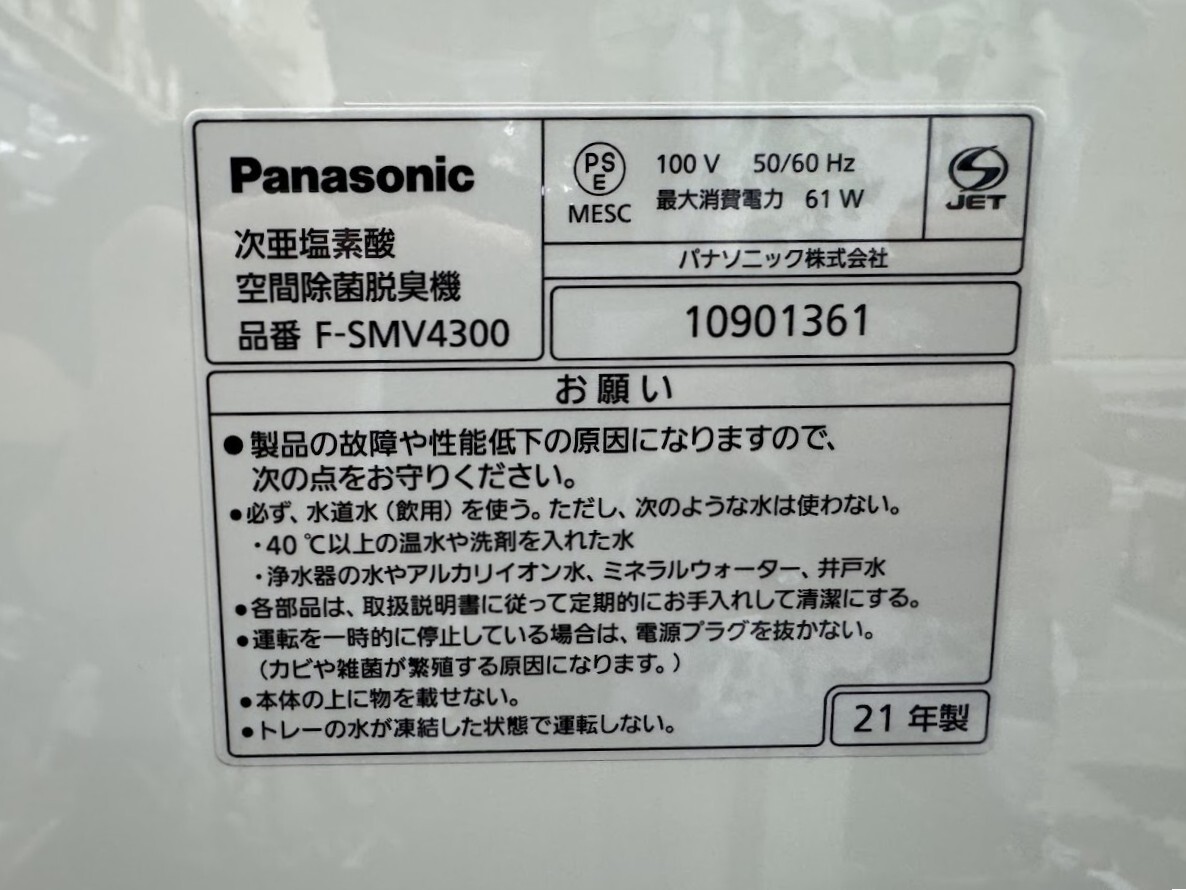 Panasonic
次亜塩素酸
空間除菌脱臭機
品番 F-SMV4300
PS
E
MESC
100 V 50/60 Hz
最大消費電力 61 W
S
JET
パナソニック株式会社
10901361
お願い
●製品の故障や性能低下の原因になりますので、
次の点をお守りください。
●必ず、水道水（飲用）を使う。ただし、次のような水は使わない。
・40 ℃以上の温水や洗剤を入れた水
・浄水器の水やアルカリイオン水、ミネラルウォーター、井戸水
●各部品は、取扱説明書に従って定期的にお手入れして清潔にする。
●運転を一時的に停止している場合は、電源プラグを抜かない。
（カビや雑菌が繁殖する原因になります。）
●本体の上に物を載せない。
●トレーの水が凍結した状態で運転しない。
21 年製